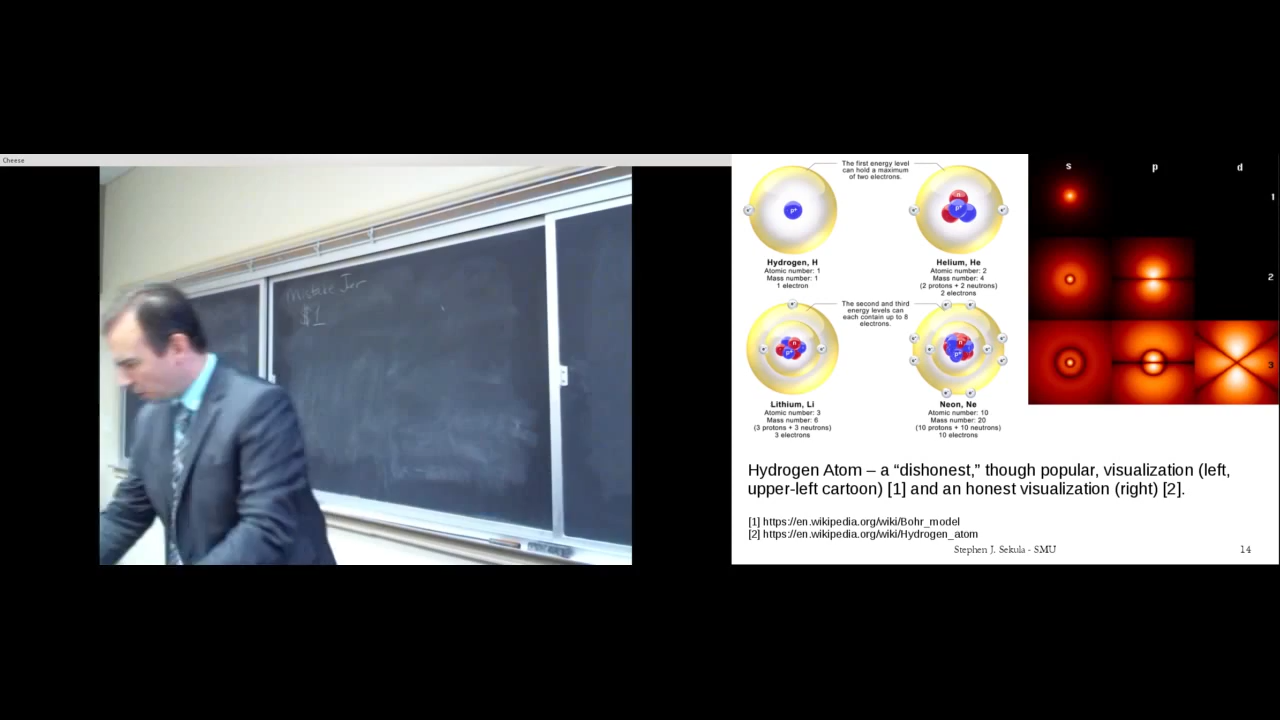 Cheese
Mistake Jar
$1
The first energy level
can hold a maximum
of two electrons.
e-
P+
e-
n
P+
e-
Hydrogen, H
Atomic number: 1
Mass number: 1
1 electron
Helium, He
Atomic number: 2
Mass number: 4
(2 protons + 2 neutrons)
2 electrons
The second and third
energy levels can
each contain up to 8
electrons.
e-
e-
e-
n
P+
e-
e-
e-
e-
e-
e-
e-
e-
e-
e-
e-
n
P+
Lithium, Li
Atomic number: 3
Mass number: 6
(3 protons + 3 neutrons)
3 electrons
Neon, Ne
Atomic number: 10
Mass number: 20
(10 protons + 10 neutrons)
10 electrons
s p d
1
2
3
Hydrogen Atom – a “dishonest,” though popular, visualization (left,
upper-left cartoon) [1] and an honest visualization (right) [2].
[1] https://en.wikipedia.org/wiki/Bohr_model
[2] https://en.wikipedia.org/wiki/Hydrogen_atom
Stephen J. Sekula - SMU 14